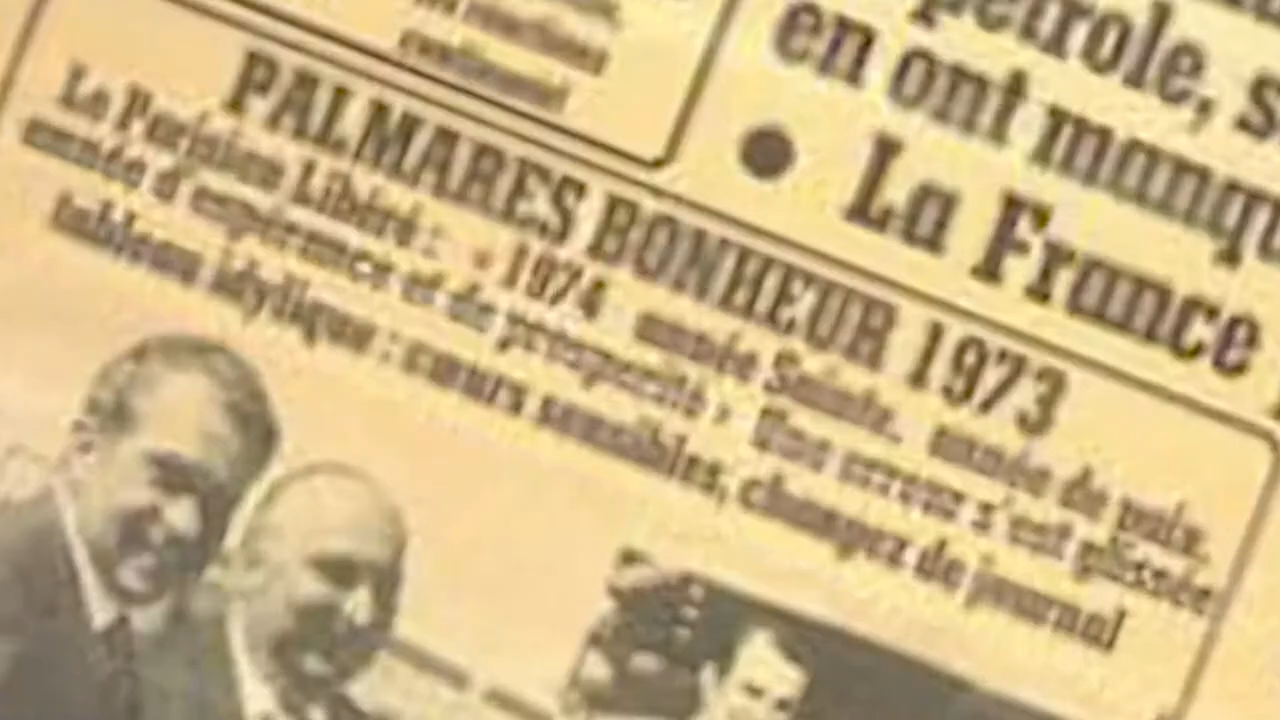 continuent
pétrole, s
en ont manqu
● La France
PALMARES BONHEUR 1973
Le Parisien Libéré : « 1974 année Sainte, année de paix,
année d'espérance et de prospérité » Une erreur s'est glissée
tableau idyllique : cœurs sensibles, changez de journal